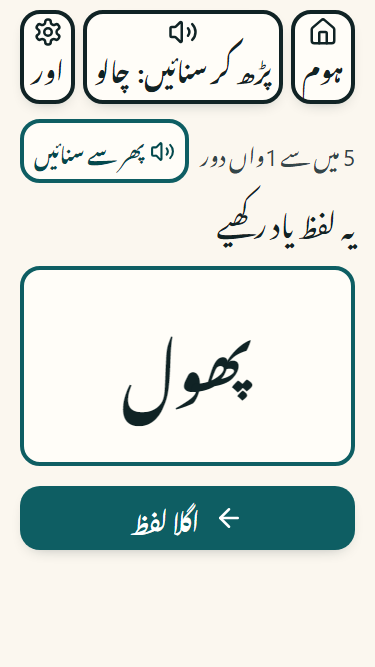 ہوم
پڑھ کر سنائیں: چالو
اور
5 میں سے 1واں دور
پھر سے سنائیں
یہ لفظ یاد رکھیے
پھول
اگلا لفظ